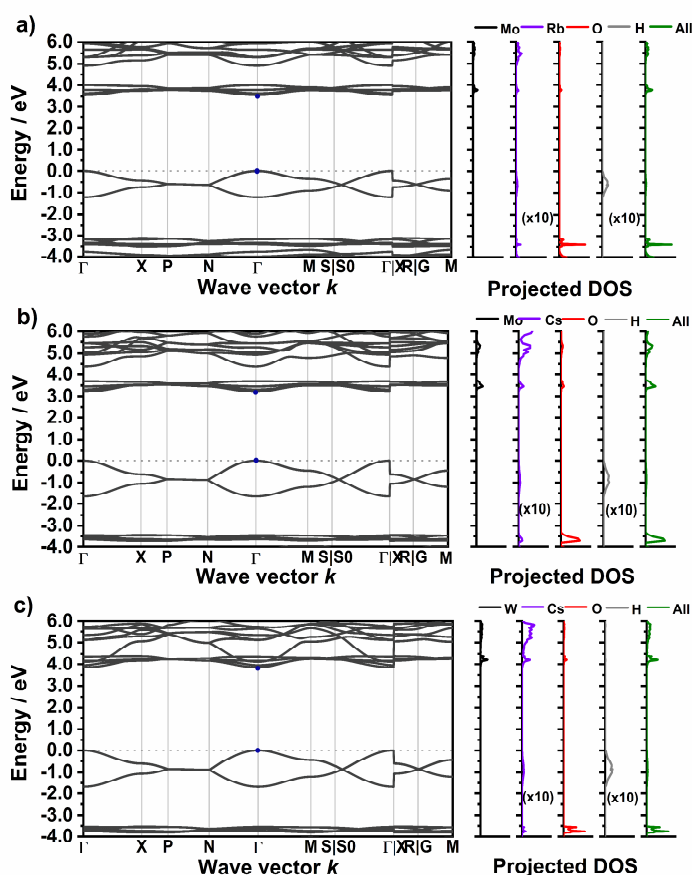 a)
Mo Rb O H All
Energy / eV
6.0
5.0
4.0
3.0
2.0
1.0
0.0
-1.0
-2.0
-3.0
-4.0
(x10) (x10)
Γ X P N Γ M S|S0 Γ|X R|G M
Wave vector k
Projected DOS
b)
Mo Cs O H All
Energy / eV
6.0
5.0
4.0
3.0
2.0
1.0
0.0
-1.0
-2.0
-3.0
-4.0
(x10) (x10)
Γ X P N Γ M S|S0 Γ|X R|G M
Wave vector k
Projected DOS
c)
W Cs O H All
Energy / eV
6.0
5.0
4.0
3.0
2.0
1.0
0.0
-1.0
-2.0
-3.0
-4.0
(x10) (x10)
Γ X P N Γ M S|S0 Γ|X R|G M
Wave vector k
Projected DOS